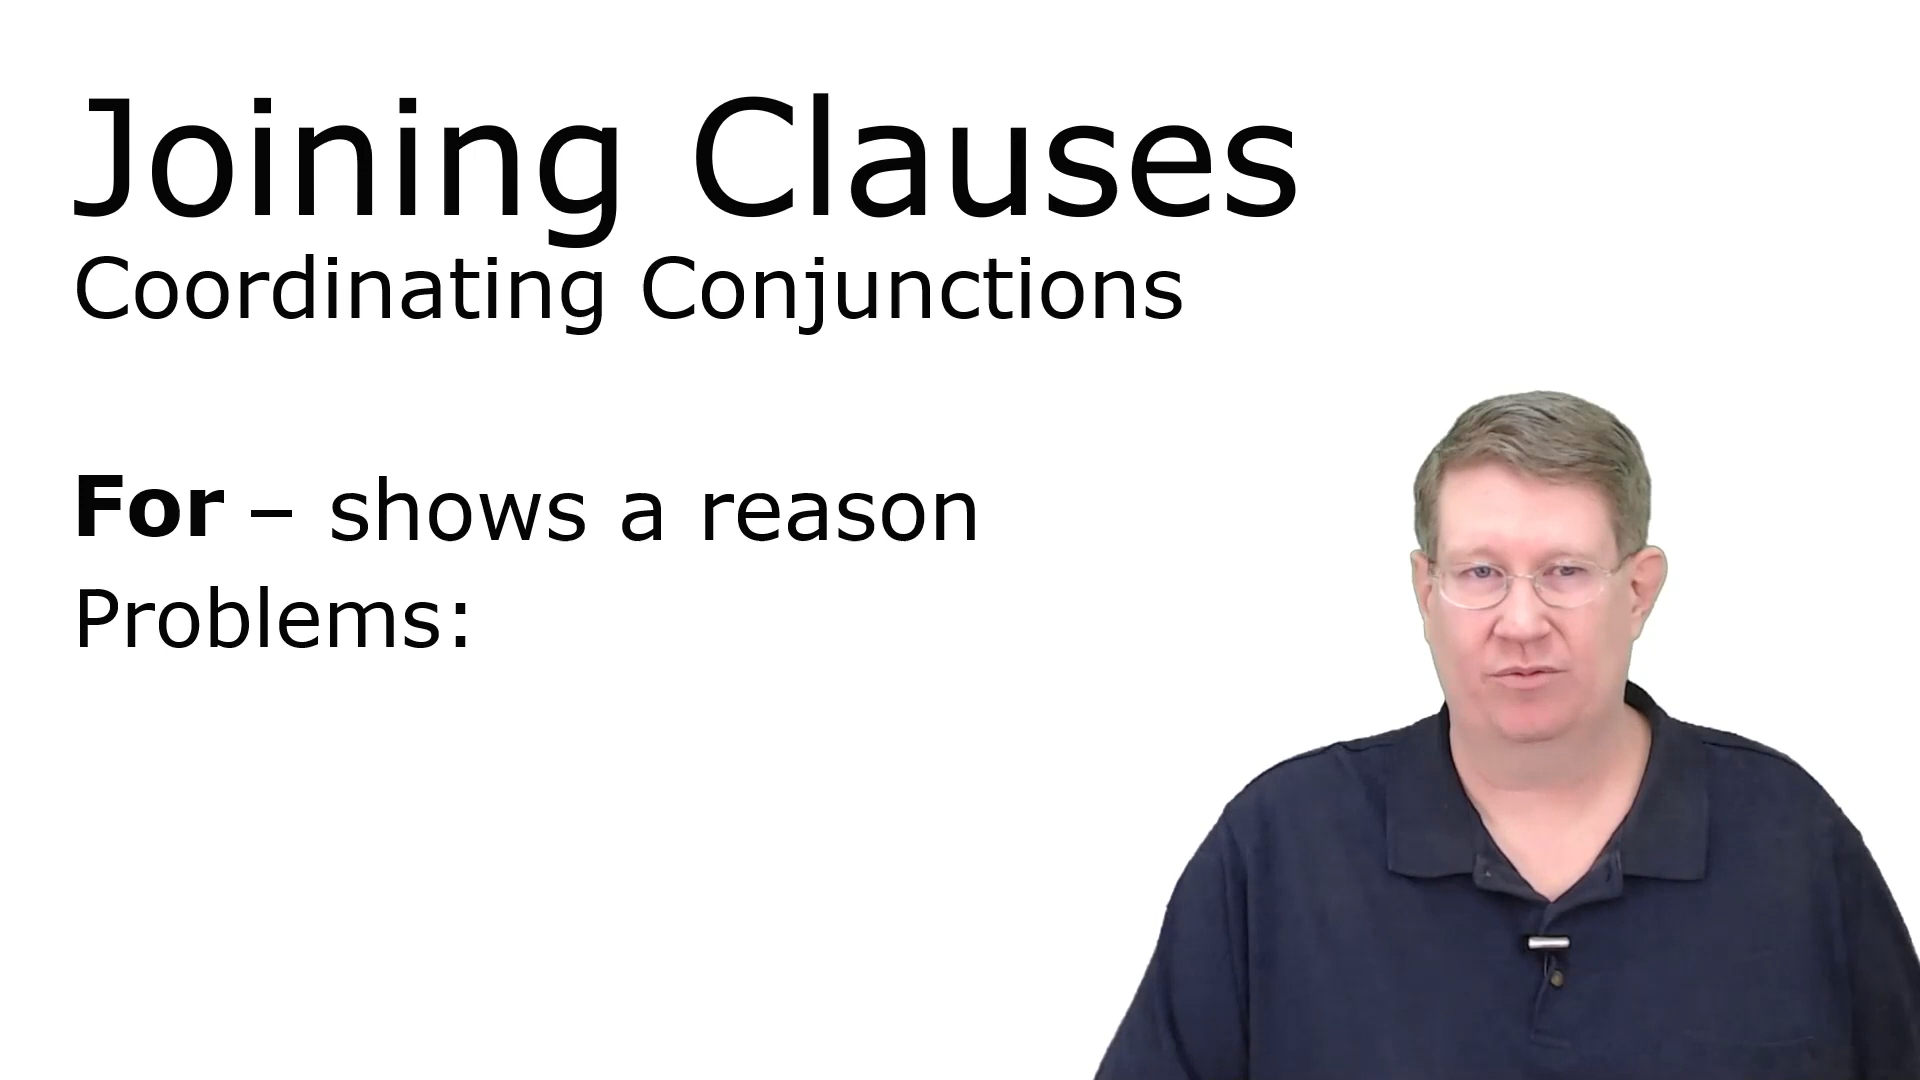 Joining Clauses
Coordinating Conjunctions
For – shows a reason
Problems: